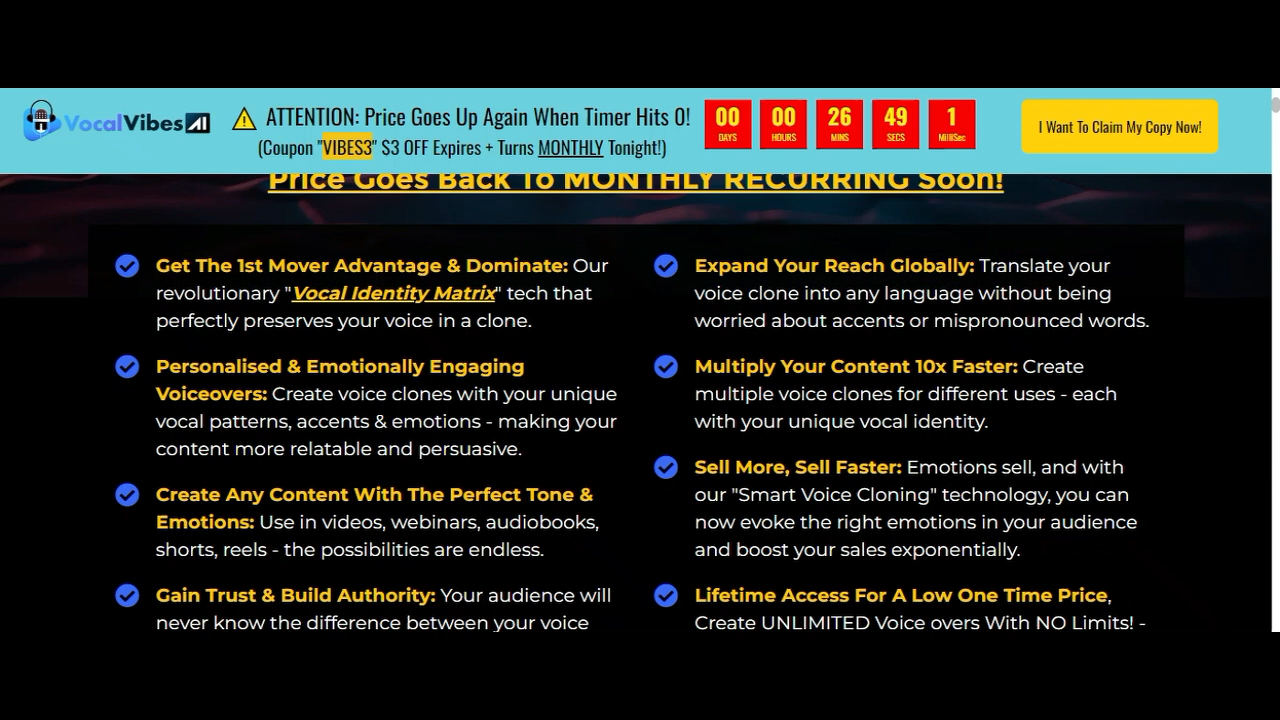 VocalVibes AI
ATTENTION: Price Goes Up Again When Timer Hits 0!
(Coupon "VIBES3" $3 OFF Expires + Turns MONTHLY Tonight!)
00 00 26 49 1
DAYS HOURS MINS SECS MilliSec
I Want To Claim My Copy Now!
Price Goes Back To MONTHLY RECURRING Soon!
Get The 1st Mover Advantage & Dominate: Our
revolutionary "Vocal Identity Matrix" tech that
perfectly preserves your voice in a clone.
Personalised & Emotionally Engaging
Voiceovers: Create voice clones with your unique
vocal patterns, accents & emotions - making your
content more relatable and persuasive.
Create Any Content With The Perfect Tone &
Emotions: Use in videos, webinars, audiobooks,
shorts, reels - the possibilities are endless.
Gain Trust & Build Authority: Your audience will
never know the difference between your voice
Expand Your Reach Globally: Translate your
voice clone into any language without being
worried about accents or mispronounced words.
Multiply Your Content 10x Faster: Create
multiple voice clones for different uses - each
with your unique vocal identity.
Sell More, Sell Faster: Emotions sell, and with
our "Smart Voice Cloning" technology, you can
now evoke the right emotions in your audience
and boost your sales exponentially.
Lifetime Access For A Low One Time Price,
Create UNLIMITED Voice overs With NO Limits! -